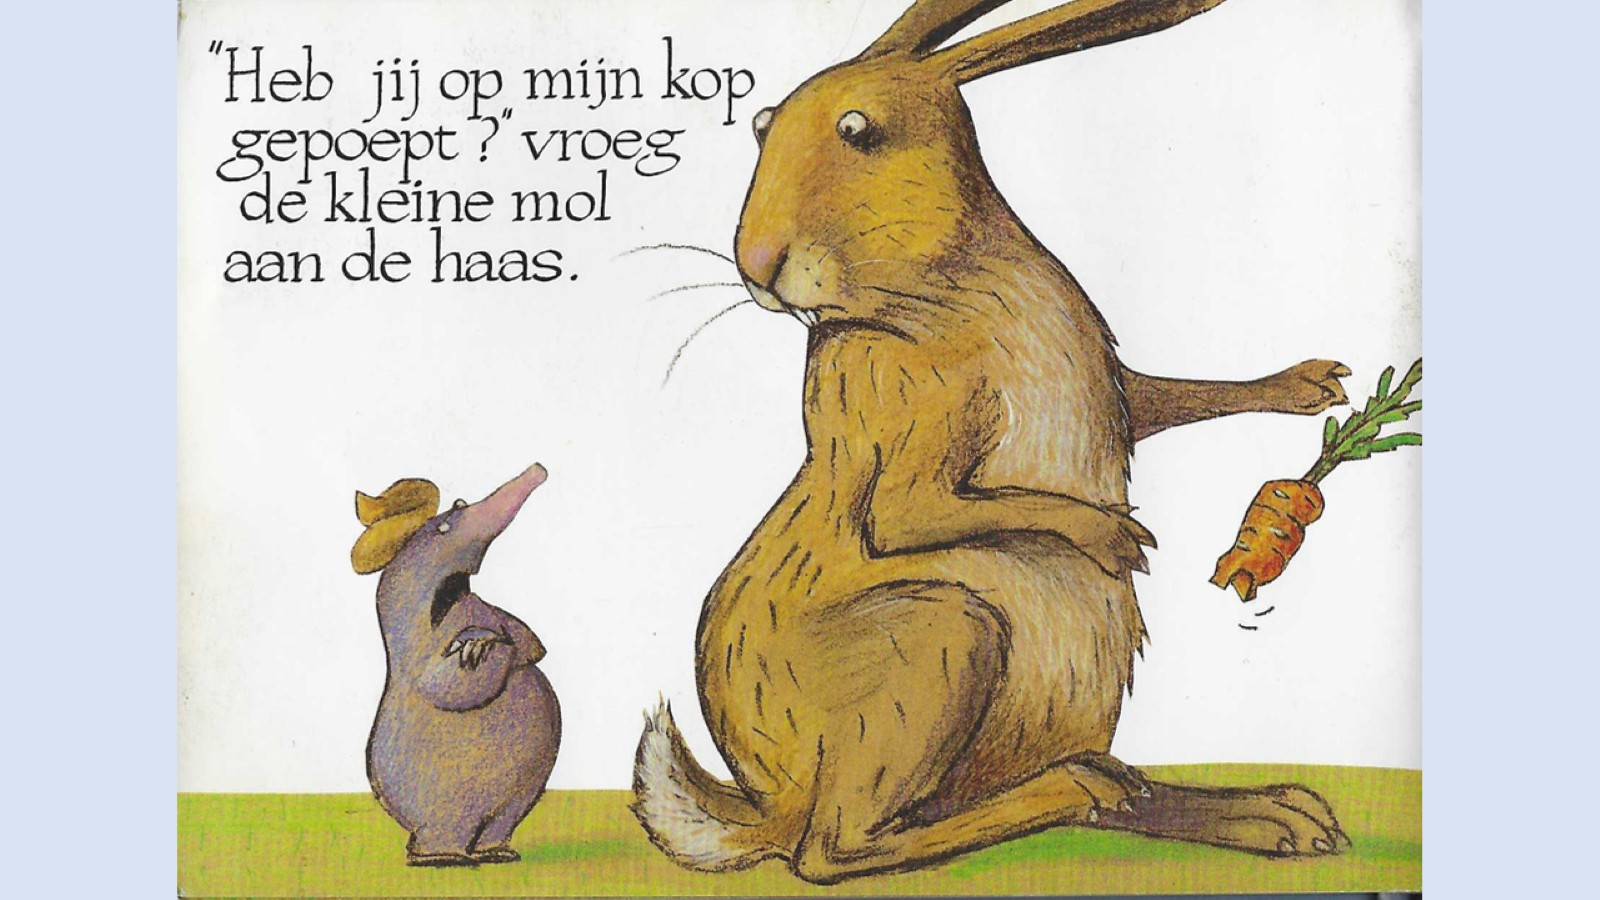 "Heb jij op mijn kop
gepoept?" vroeg
de kleine mol
aan de haas.